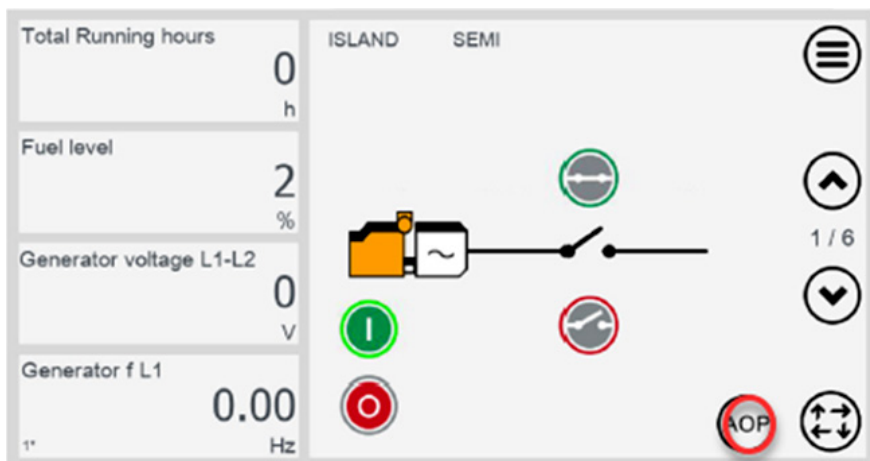 Total Running hours
0
h
Fuel level
2
%
Generator voltage L1-L2
0
V
Generator f L1
0.00
1*
Hz
ISLAND SEMI
1 / 6
AOP